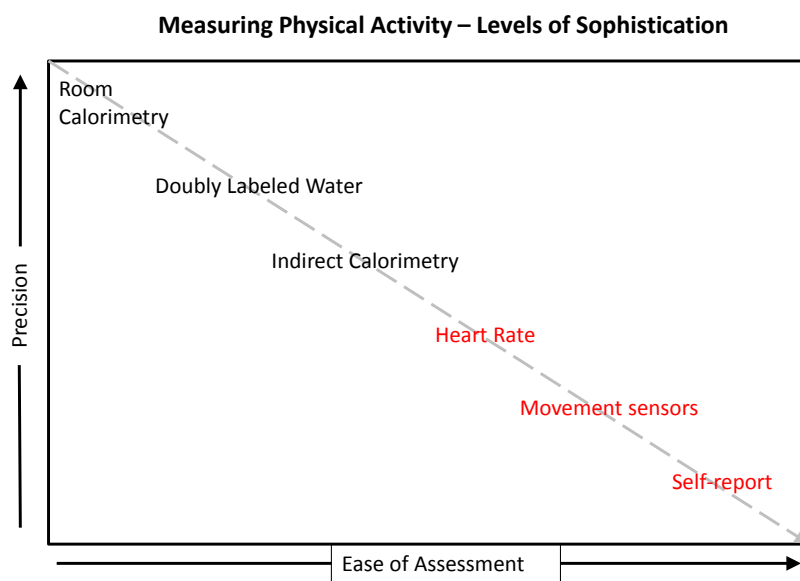 Measuring Physical Activity – Levels of Sophistication
Room
Calorimetry
Doubly Labeled Water
Indirect Calorimetry
Heart Rate
Movement sensors
Self-report
Precision
Ease of Assessment